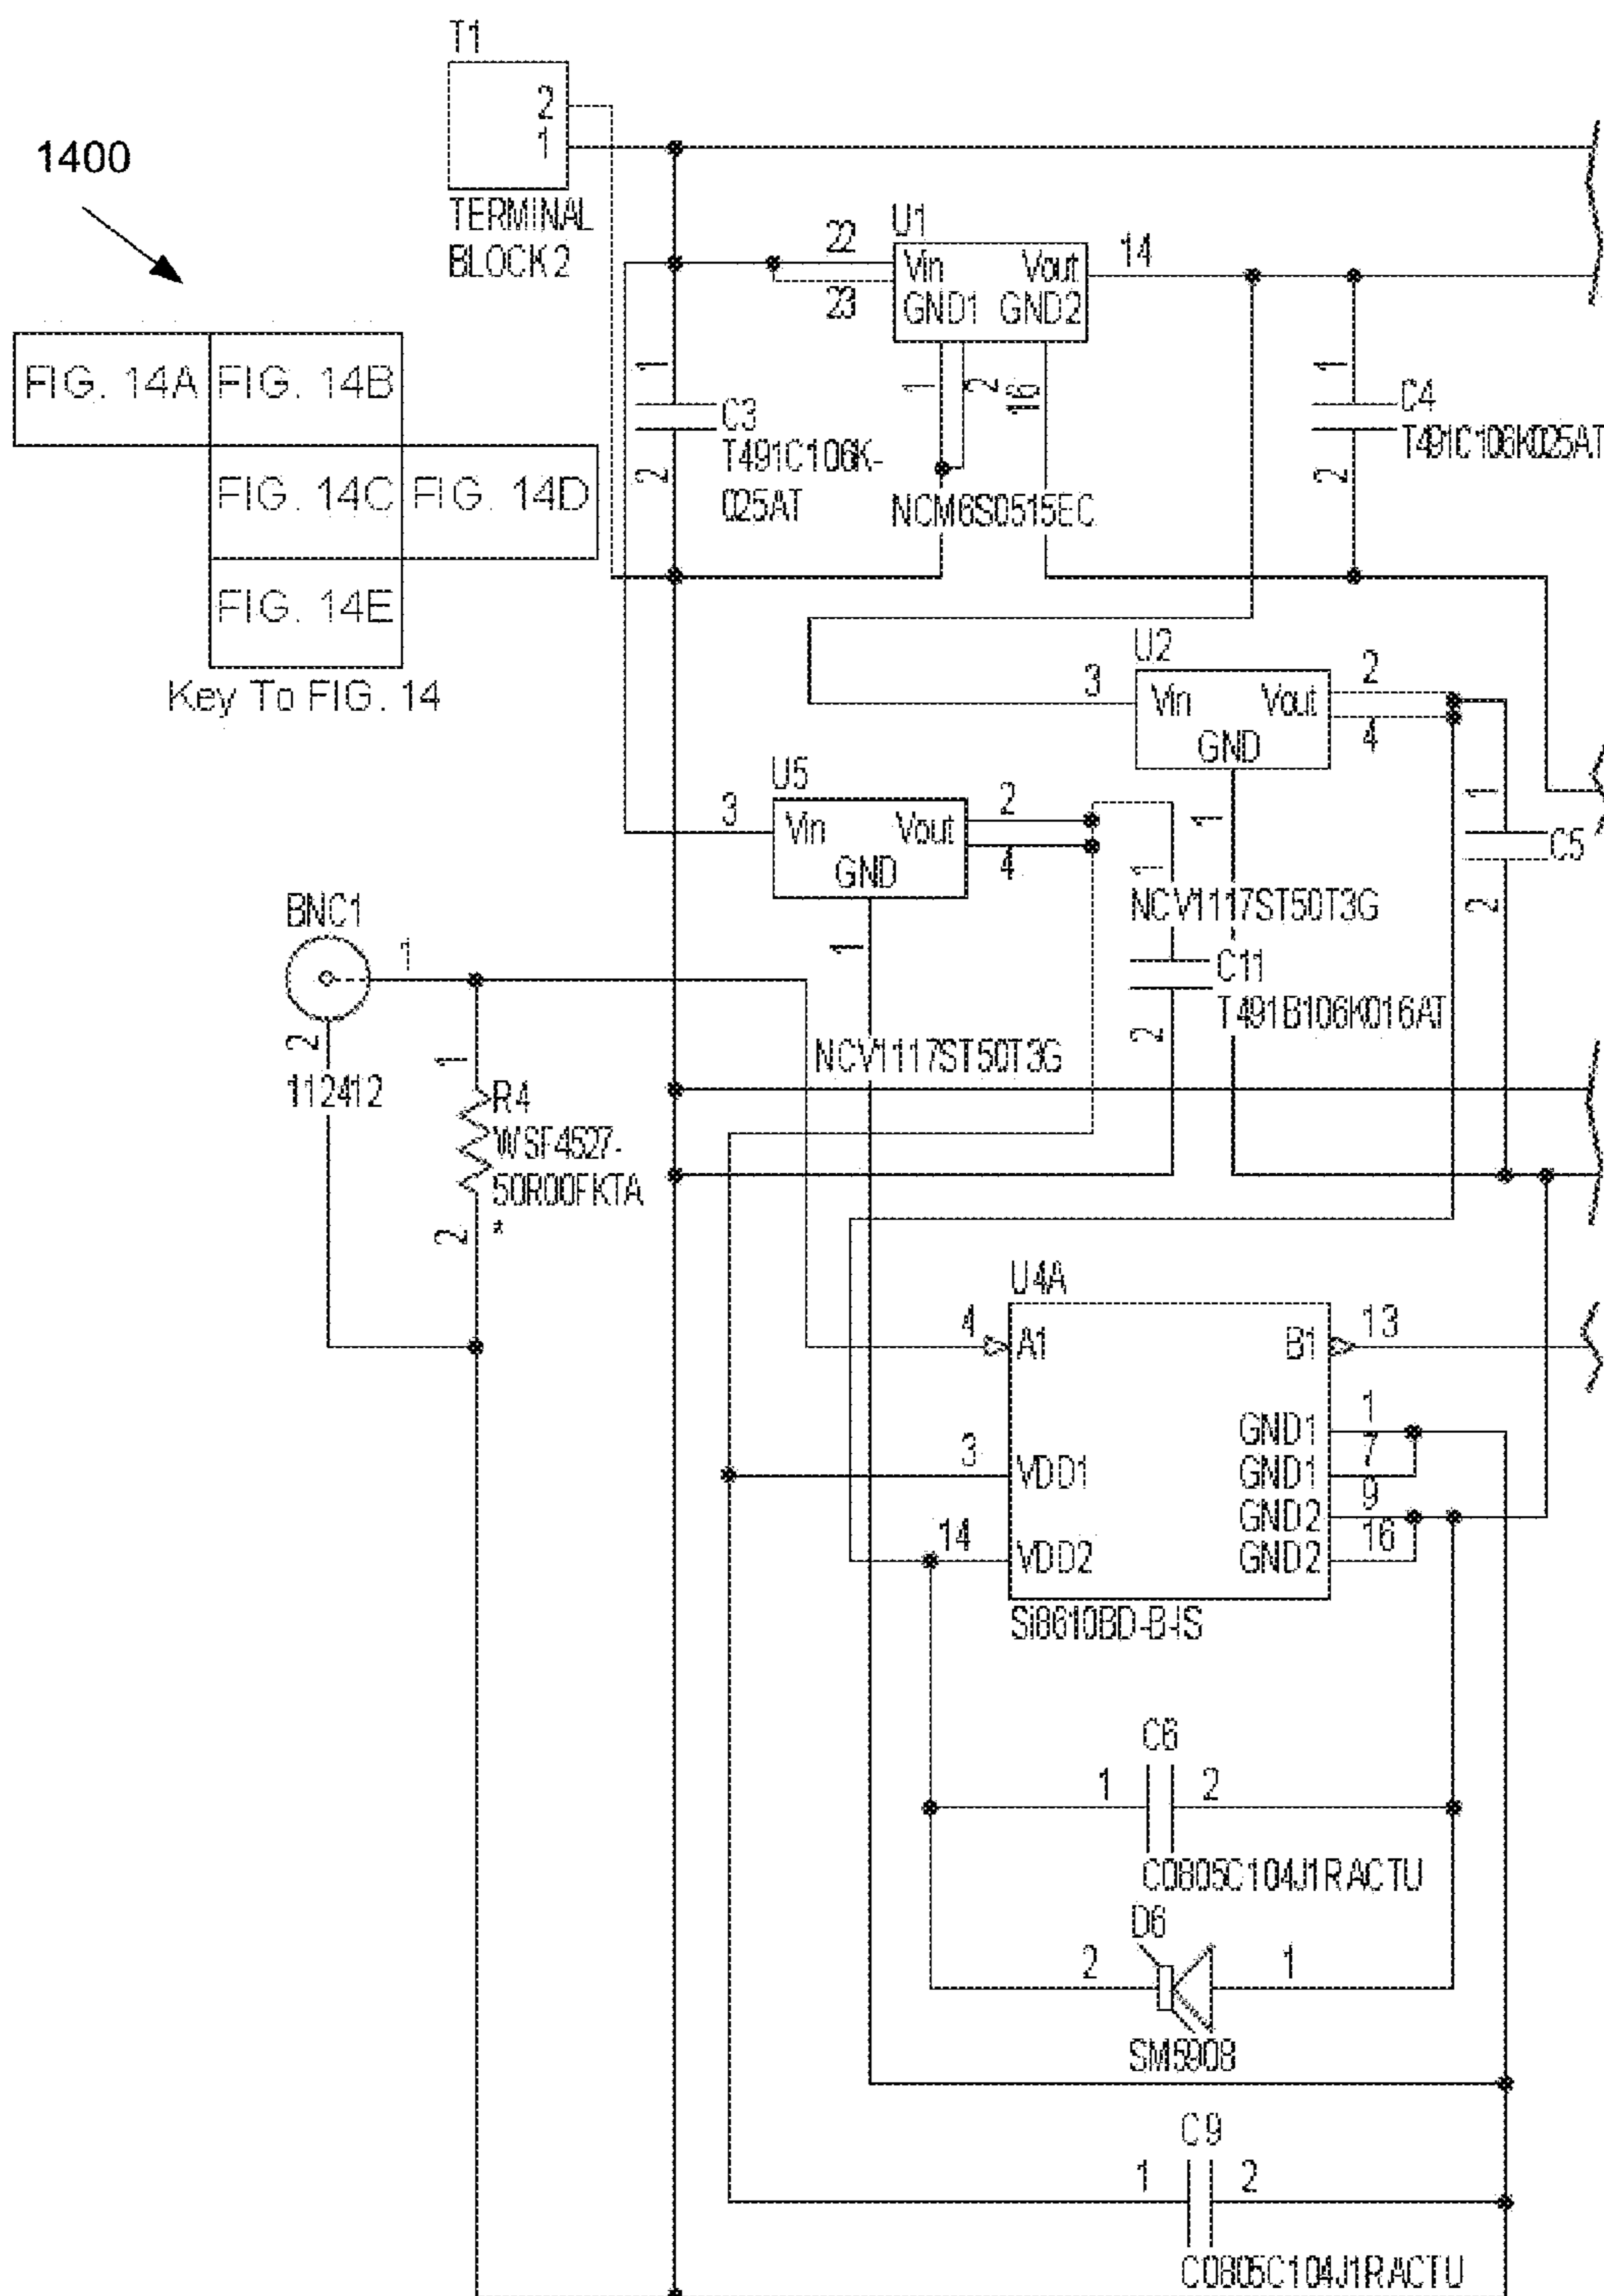 T1
2
1
TERMINAL
BLOCK 2
1400
FIG. 14A
FIG. 14B
FIG. 14C
FIG. 14D
FIG. 14E
Key To FIG. 14
U1
22
23
Vin
Vout
GND1
GND2
14
1
2
16
NCM6S0515EC
1
C3
T491C106K-
025AT
2
1
C4
T491C106K025AT
2
U2
3
Vin
Vout
GND
2
4
1
NCV1117ST50T3G
1
C5
2
U5
3
Vin
Vout
GND
2
4
1
NCV1117ST50T3G
1
C11
T491B106K016AT
2
BNC1
1
2
112412
1
R4
WSF4527-
50R00FKTA
*
2
U4A
4
A1
B1
13
3
VDD1
14
VDD2
GND1
1
GND1
7
GND2
9
GND2
16
Si8610BD-B-IS
C6
1
2
C0805C104J1RACTU
D6
2
1
SM5908
C9
1
2
C0805C104J1RACTU